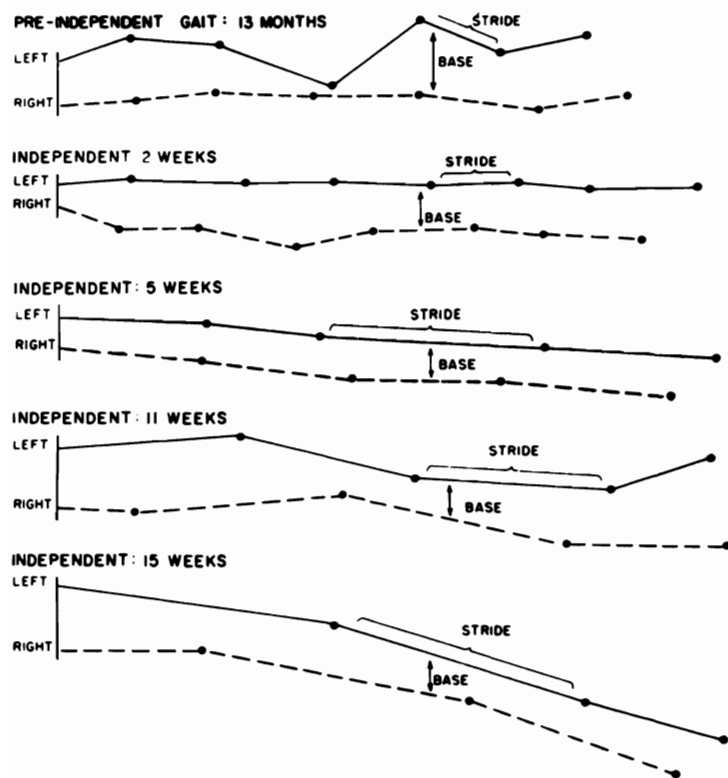 PRE-INDEPENDENT GAIT: 13 MONTHS
STRIDE
LEFT
BASE
RIGHT
INDEPENDENT 2 WEEKS
STRIDE
LEFT
RIGHT
BASE
INDEPENDENT: 5 WEEKS
LEFT
STRIDE
RIGHT
BASE
INDEPENDENT: 11 WEEKS
LEFT
STRIDE
RIGHT
BASE
INDEPENDENT: 15 WEEKS
LEFT
STRIDE
RIGHT
BASE